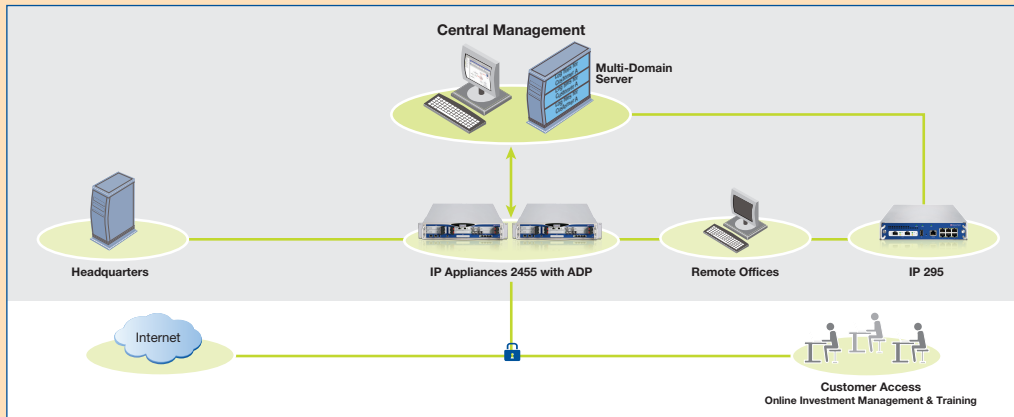 Central Management
Multi-Domain
Server
Headquarters
IP Appliances 2455 with ADP
Remote Offices
IP 295
Internet
Customer Access
Online Investment Management & Training